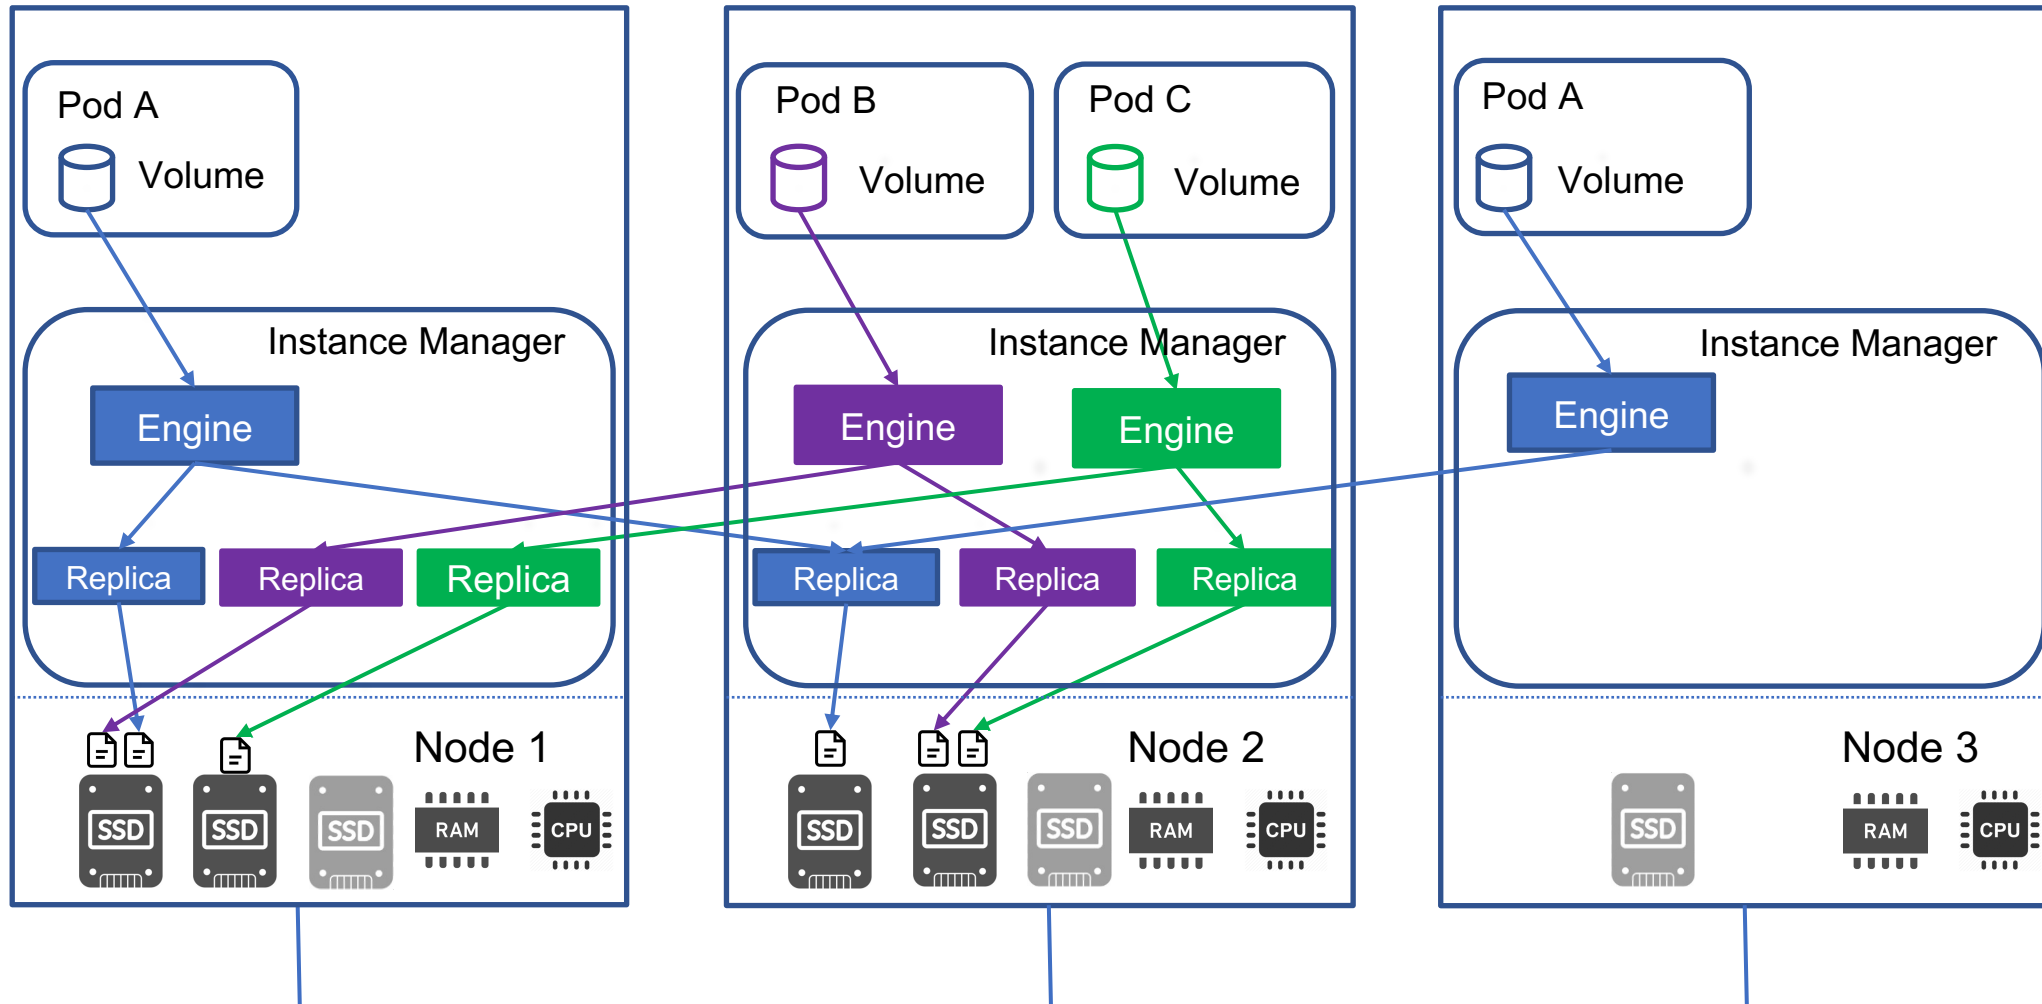 Pod A
Volume
Instance Manager
Engine
Replica
Replica
Replica
Node 1
SSD
SSD
SSD
RAM
CPU
Pod B
Volume
Pod C
Volume
Instance Manager
Engine
Engine
Replica
Replica
Replica
Node 2
SSD
SSD
SSD
RAM
CPU
Pod A
Volume
Instance Manager
Engine
Node 3
SSD
RAM
CPU